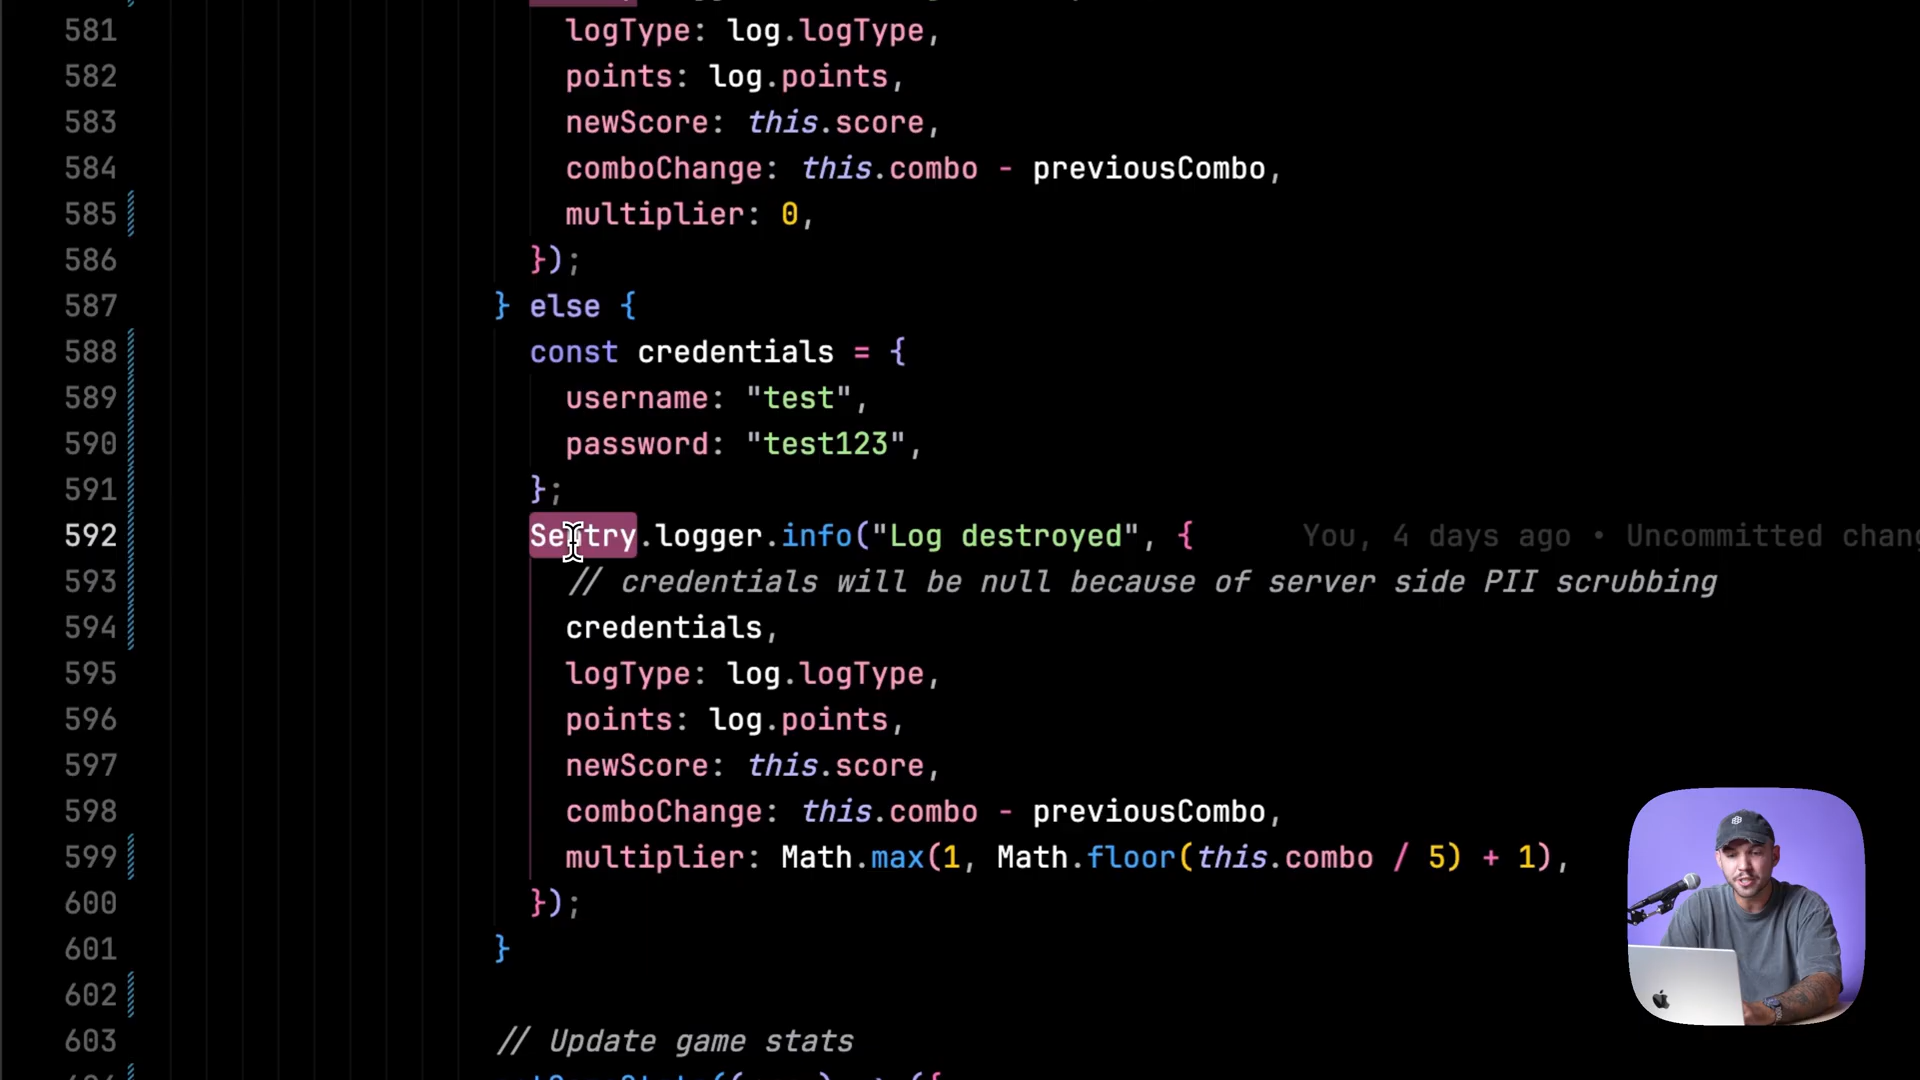 581 logType: log.logType,
582 points: log.points,
583 newScore: this.score,
584 comboChange: this.combo - previousCombo,
585 multiplier: 0,
586 });
587 } else {
588 const credentials = {
589 username: "test",
590 password: "test123",
591 };
592 Sentry.logger.info("Log destroyed", { You, 4 days ago • Uncommitted chang
593 // credentials will be null because of server side PII scrubbing
594 credentials,
595 logType: log.logType,
596 points: log.points,
597 newScore: this.score,
598 comboChange: this.combo - previousCombo,
599 multiplier: Math.max(1, Math.floor(this.combo / 5) + 1),
600 });
601 }
602
603 // Update game stats